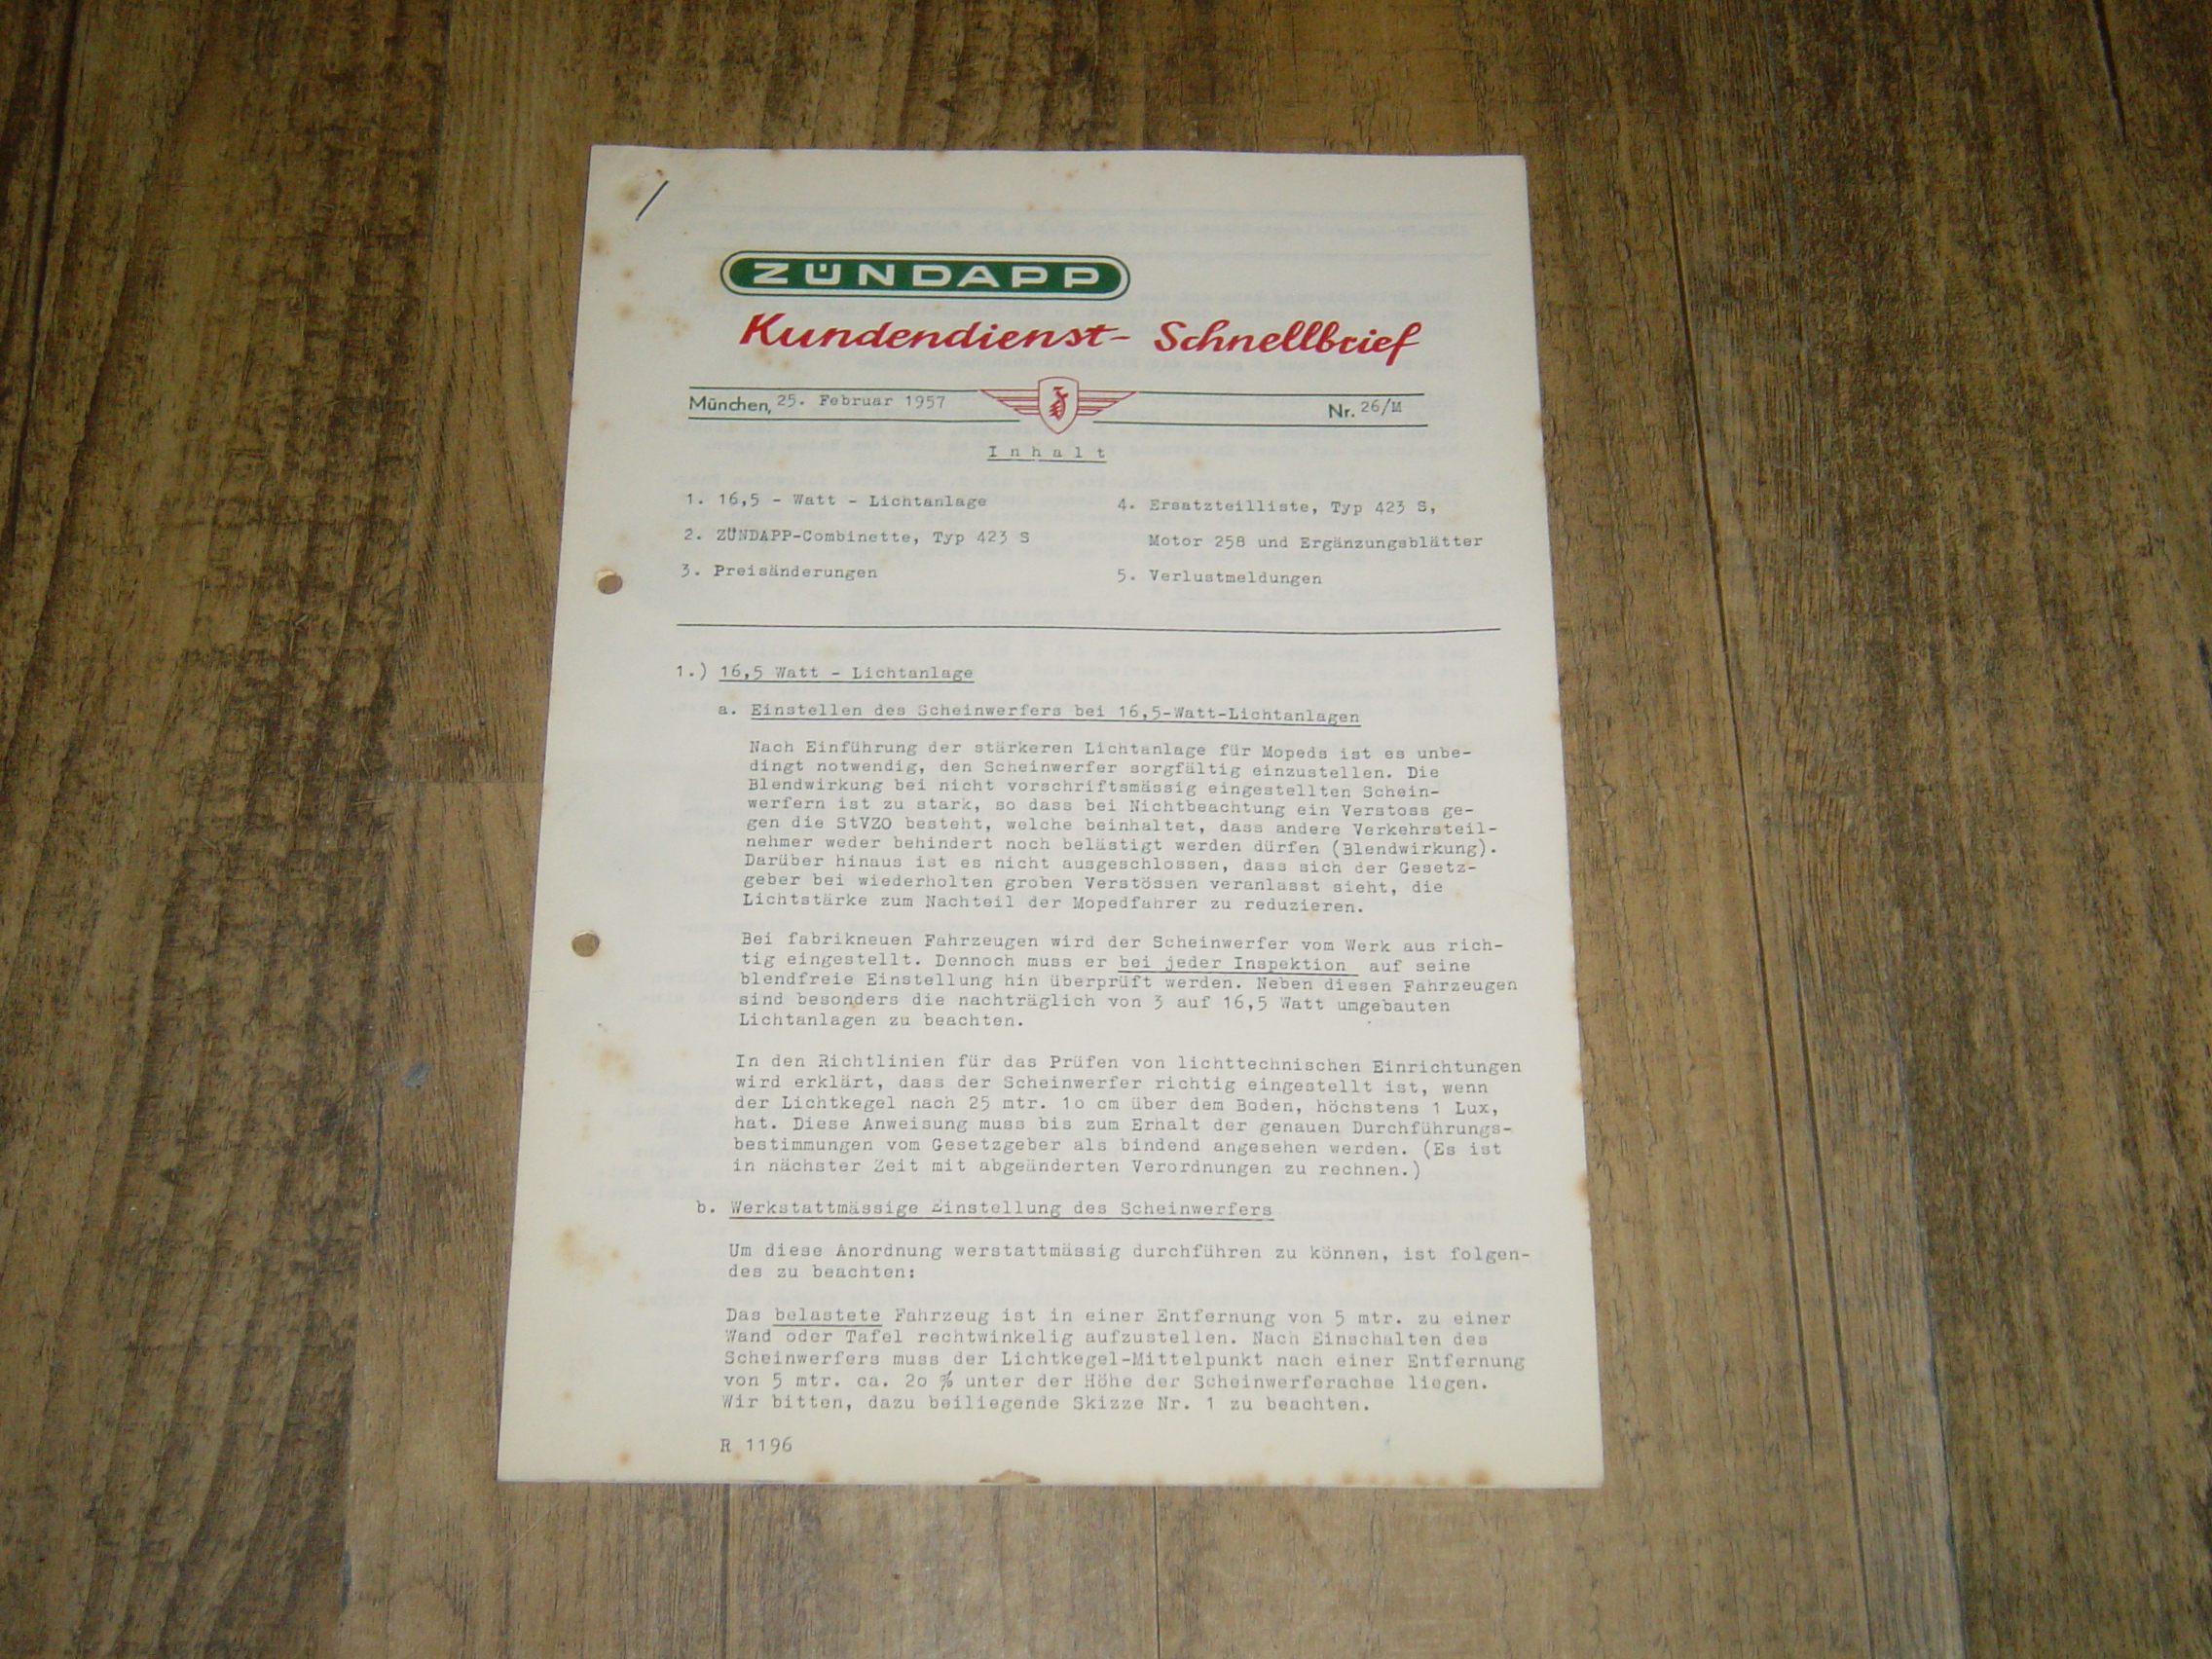 ZÜNDAPP
Kundendienst-Schnellbrief
München, 25. Februar 1957
Nr. 26/M
Inhalt
1. 16,5 - Watt - Lichtanlage
2. ZÜNDAPP-Combinette, Typ 423 S
3. Preisänderungen
4. Ersatzteilliste, Typ 423 S,
Motor 258 und Ergänzungsblätter
5. Verlustmeldungen
1.) 16,5 Watt - Lichtanlage
a. Einstellen des Scheinwerfers bei 16,5-Watt-Lichtanlagen
Nach Einführung der stärkeren Lichtanlage für Mopeds ist es unbe-
dingt notwendig, den Scheinwerfer sorgfältig einzustellen. Die
Blendwirkung bei nicht vorschriftsmässig eingestellten Schein-
werfern ist zu stark, so dass bei Nichtbeachtung ein Verstoss ge-
gen die StVZO besteht, welche beinhaltet, dass andere Verkehrsteil-
nehmer weder behindert noch belästigt werden dürfen (Blendwirkung).
Darüber hinaus ist es nicht ausgeschlossen, dass sich der Gesetz-
geber bei wiederholten groben Verstössen veranlasst sieht, die
Lichtstärke zum Nachteil der Mopedfahrer zu reduzieren.
Bei fabrikneuen Fahrzeugen wird der Scheinwerfer vom Werk aus rich-
tig eingestellt. Dennoch muss er bei jeder Inspektion auf seine
blendfreie Einstellung hin überprüft werden. Neben diesen Fahrzeugen
sind besonders die nachträglich von 3 auf 16,5 Watt umgebauten
Lichtanlagen zu beachten.
In den Richtlinien für das Prüfen von lichttechnischen Einrichtungen
wird erklärt, dass der Scheinwerfer richtig eingestellt ist, wenn
der Lichtkegel nach 25 mtr. 1o cm über dem Boden, höchstens 1 Lux,
hat. Diese Anweisung muss bis zum Erhalt der genauen Durchführungs-
bestimmungen vom Gesetzgeber als bindend angesehen werden. (Es ist
in nächster Zeit mit abgeänderten Verordnungen zu rechnen.)
b. Werkstattmässige Einstellung des Scheinwerfers
Um diese Anordnung werstattmässig durchführen zu können, ist folgen-
des zu beachten:
Das belastete Fahrzeug ist in einer Entfernung von 5 mtr. zu einer
Wand oder Tafel rechtwinkelig aufzustellen. Nach Einschalten des
Scheinwerfers muss der Lichtkegel-Mittelpunkt nach einer Entfernung
von 5 mtr. ca. 2o % unter der Höhe der Scheinwerferachse liegen.
Wir bitten, dazu beiliegende Skizze Nr. 1 zu beachten.
R 1196